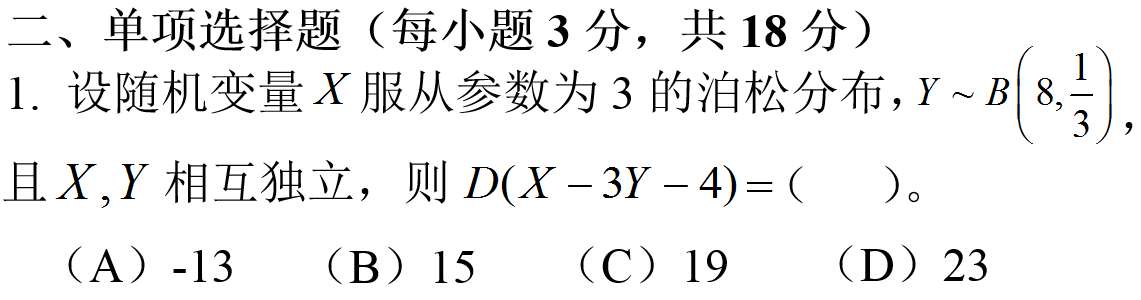 二、单项选择题（每小题 3 分，共 18 分）
1. 设随机变量 X 服从参数为 3 的泊松分布，Y ~ B(8, 1/3)，
且 X,Y 相互独立，则 D(X − 3Y − 4) =（  ）。
（A）-13 （B）15 （C）19 （D）23